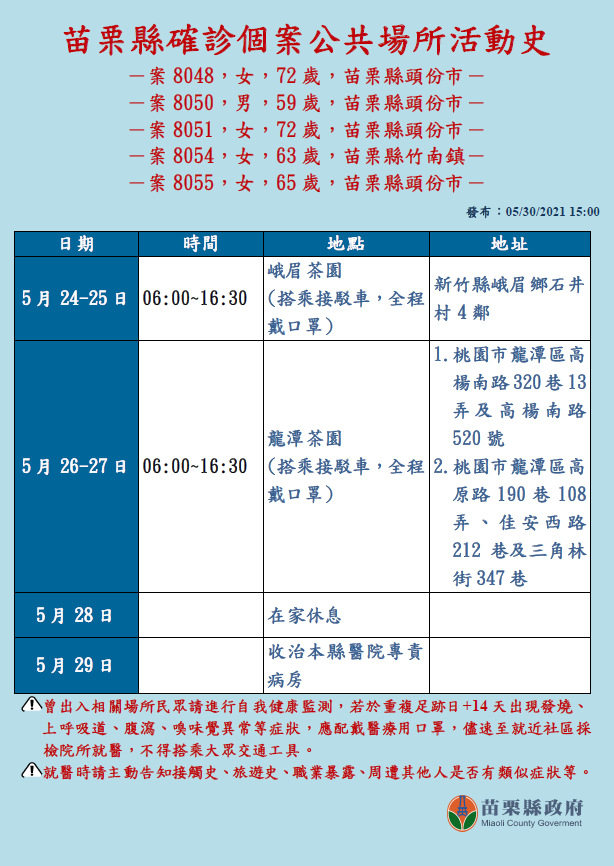 苗栗縣確診個案公共場所活動史
－案 8048，女，72 歲，苗栗縣頭份市－
－案 8050，男，59 歲，苗栗縣頭份市－
－案 8051，女，72 歲，苗栗縣頭份市－
－案 8054，女，63 歲，苗栗縣竹南鎮－
－案 8055，女，65 歲，苗栗縣頭份市－
發布：05/30/2021 15:00
日期 時間 地點 地址
5 月 24-25 日
06:00~16:30
峨眉茶園
(搭乘接駁車，全程
戴口罩)
新竹縣峨眉鄉石井
村 4 鄰
5 月 26-27 日
06:00~16:30
龍潭茶園
(搭乘接駁車，全程
戴口罩)
1. 桃園市龍潭區高
楊南路 320 巷 13
弄及高楊南路
520 號
2. 桃園市龍潭區高
原路 190 巷 108
弄、佳安西路
212 巷及三角林
街 347 巷
5 月 28 日
在家休息
5 月 29 日
收治本縣醫院專責
病房
曾出入相關場所民眾請進行自我健康監測，若於重複足跡日+14 天出現發燒、
上呼吸道、腹瀉、嗅味覺異常等症狀，應配戴醫療用口罩，儘速至就近社區採
檢院所就醫，不得搭乘大眾交通工具。
就醫時請主動告知接觸史、旅遊史、職業暴露、周遭其他人是否有類似症狀等。
苗栗縣政府
Miaoli County Goverment